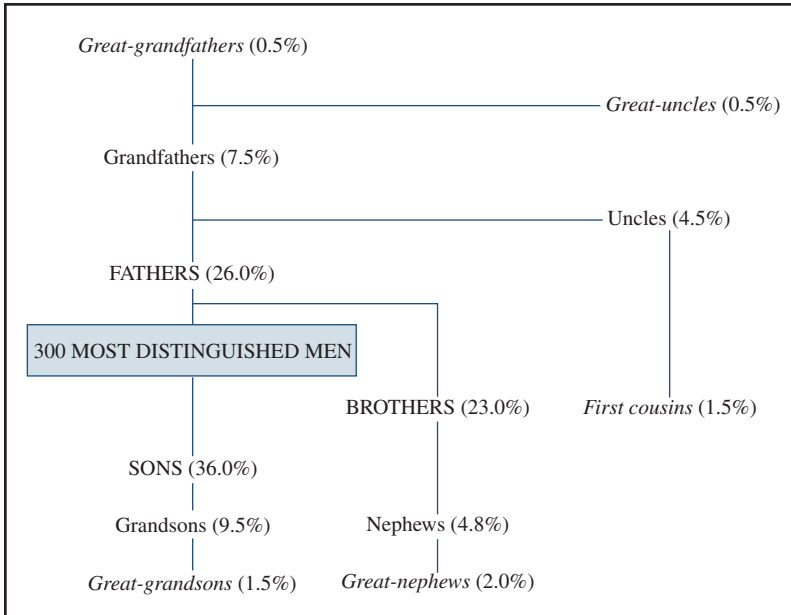 Great-grandfathers (0.5%)
Great-uncles (0.5%)
Grandfathers (7.5%)
Uncles (4.5%)
FATHERS (26.0%)
300 MOST DISTINGUISHED MEN
BROTHERS (23.0%)
First cousins (1.5%)
SONS (36.0%)
Grandsons (9.5%)
Nephews (4.8%)
Great-grandsons (1.5%)
Great-nephews (2.0%)